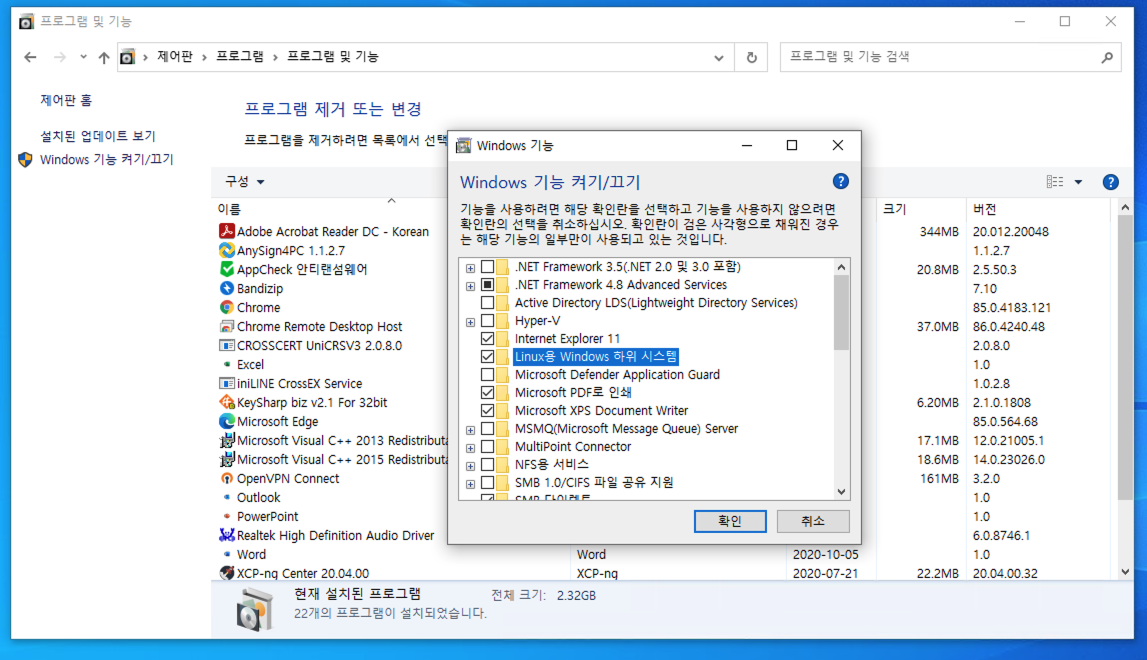 프로그램 및 기능
제어판 > 프로그램 > 프로그램 및 기능
프로그램 및 기능 검색
제어판 홈
설치된 업데이트 보기
Windows 기능 켜기/끄기
프로그램 제거 또는 변경
프로그램을 제거하려면 목록에서 선택
구성
이름 크기 버전
Adobe Acrobat Reader DC - Korean 344MB 20.012.20048
AnySign4PC 1.1.2.7 1.1.2.7
AppCheck 안티랜섬웨어 20.8MB 2.5.50.3
Bandizip 7.10
Chrome 85.0.4183.121
Chrome Remote Desktop Host 37.0MB 86.0.4240.48
CROSSCERT UniCRSV3 2.0.8.0 2.0.8.0
Excel 1.0
iniLINE CrossEX Service 1.0.2.8
KeySharp biz v2.1 For 32bit 6.20MB 2.1.0.1808
Microsoft Edge 85.0.564.68
Microsoft Visual C++ 2013 Redistributa 17.1MB 12.0.21005.1
Microsoft Visual C++ 2015 Redistributa 18.6MB 14.0.23026.0
OpenVPN Connect 161MB 3.2.0
Outlook 1.0
PowerPoint 1.0
Realtek High Definition Audio Driver 6.0.8746.1
Word Word 2020-10-05 1.0
XCP-ng Center 20.04.00 XCP-ng 2020-07-21 22.2MB 20.04.00.32
현재 설치된 프로그램 전체 크기: 2.32GB
22개의 프로그램이 설치되었습니다.
Windows 기능
Windows 기능 켜기/끄기
기능을 사용하려면 해당 확인란을 선택하고 기능을 사용하지 않으려면
확인란의 선택을 취소하십시오. 확인란이 검은 사각형으로 채워진 경우
는 해당 기능의 일부만이 사용되고 있는 것입니다.
.NET Framework 3.5(.NET 2.0 및 3.0 포함)
.NET Framework 4.8 Advanced Services
Active Directory LDS(Lightweight Directory Services)
Hyper-V
Internet Explorer 11
Linux용 Windows 하위 시스템
Microsoft Defender Application Guard
Microsoft PDF로 인쇄
Microsoft XPS Document Writer
MSMQ(Microsoft Message Queue) Server
MultiPoint Connector
NFS용 서비스
SMB 1.0/CIFS 파일 공유 지원
SMB 다이렉트
확인 취소